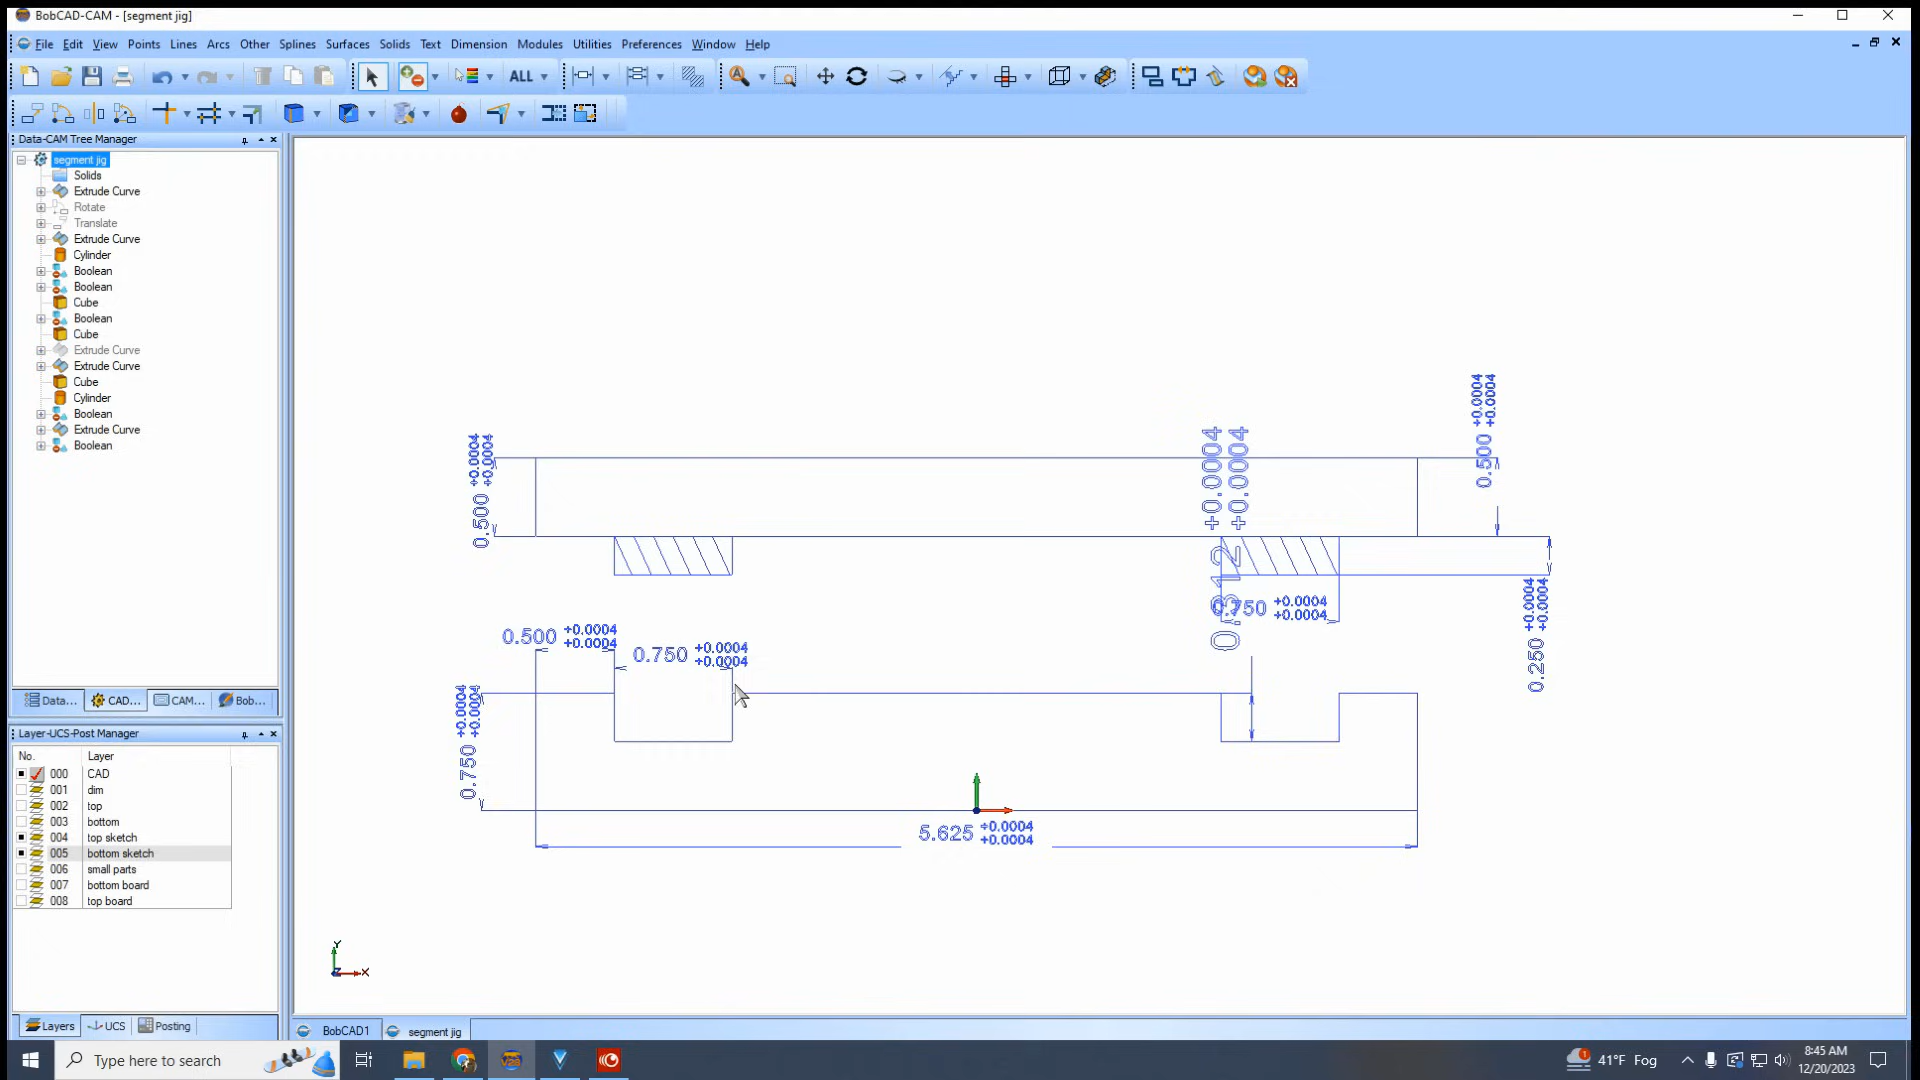 BobCAD-CAM - [segment jig]
File Edit View Points Lines Arcs Other Splines Surfaces Solids Text Dimension Modules Utilities Preferences Window Help
ALL
Data-CAM Tree Manager
segment jig
Solids
Extrude Curve
Rotate
Translate
Extrude Curve
Cylinder
Boolean
Boolean
Cube
Boolean
Cube
Extrude Curve
Extrude Curve
Cube
Cylinder
Boolean
Extrude Curve
Boolean
Data... CAD... CAM... Bob...
Layer-UCS-Post Manager
No. Layer
000 CAD
001 dim
002 top
003 bottom
004 top sketch
005 bottom sketch
006 small parts
007 bottom board
008 top board
Layers UCS Posting
0.500 +0.0004
+0.0004
0.500 +0.0004
+0.0004
0.312 +0.0004
+0.0004
0.750 +0.0004
+0.0004
0.250 +0.0004
+0.0004
0.500 +0.0004
+0.0004
0.750 +0.0004
+0.0004
0.750 +0.0004
+0.0004
5.625 +0.0004
+0.0004
Y
Z X
BobCAD1 segment jig
Type here to search
1
41°F Fog
8:45 AM
12/20/2023